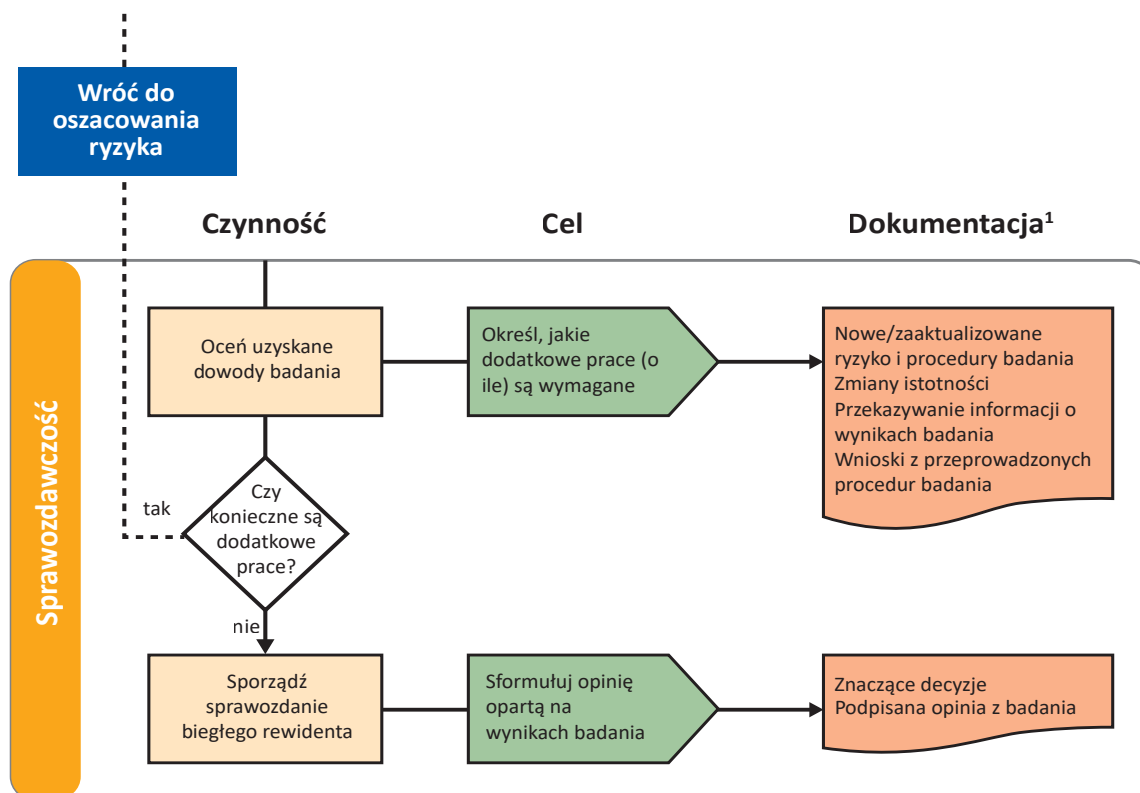 Wróć do
oszacowania
ryzyka
Czynność
Cel
Dokumentacja¹
Sprawozdawczość
Oceń uzyskane
dowody badania
Określ, jakie
dodatkowe prace (o
ile) są wymagane
Nowe/zaaktualizowane
ryzyko i procedury badania
Zmiany istotności
Przekazywanie informacji o
wynikach badania
Wnioski z przeprowadzonych
procedur badania
tak
Czy
konieczne są
dodatkowe
prace?
nie
Sporządź
sprawozdanie
biegłego rewidenta
Sformułuj opinię
opartą na
wynikach badania
Znaczące decyzje
Podpisana opinia z badania